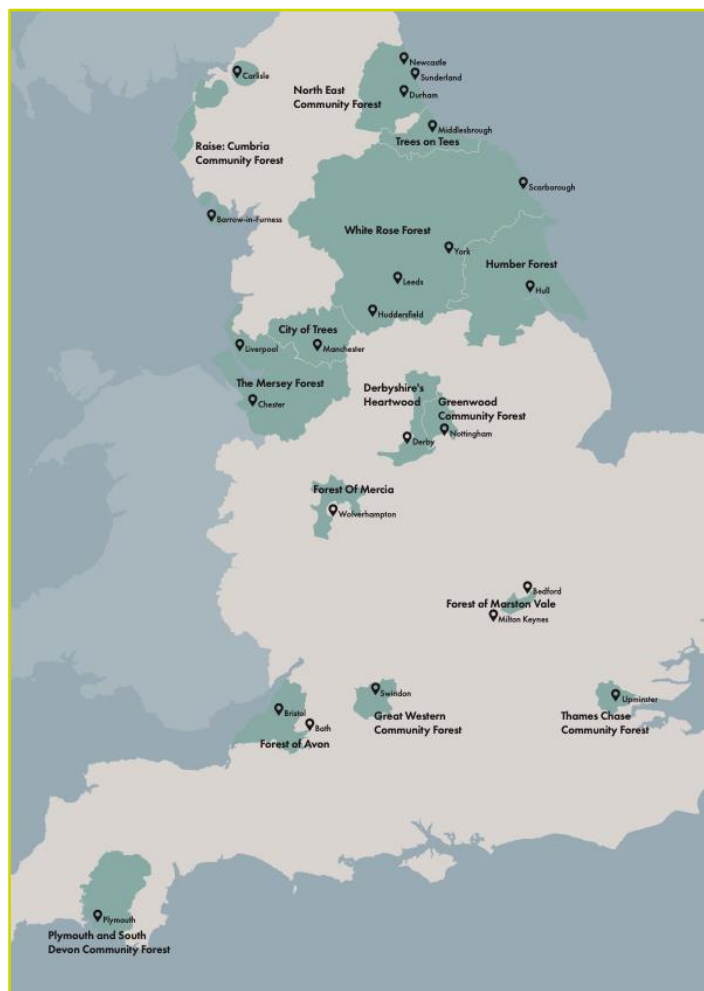 Newcastle
Carlisle
Sunderland
North East
Community Forest
Durham
Middlesbrough
Trees on Tees
Raise: Cumbria
Community Forest
Scarborough
Barrow-in-Furness
White Rose Forest
York
Humber Forest
Leeds
Hull
Huddersfield
City of Trees
Liverpool
Manchester
The Mersey Forest
Chester
Derbyshire's
Heartwood
Greenwood
Community Forest
Nottingham
Derby
Forest Of Mercia
Wolverhampton
Bedford
Forest of Marston Vale
Milton Keynes
Swindon
Upminster
Bristol
Great Western
Community Forest
Thames Chase
Community Forest
Bath
Forest of Avon
Plymouth
Plymouth and South
Devon Community Forest